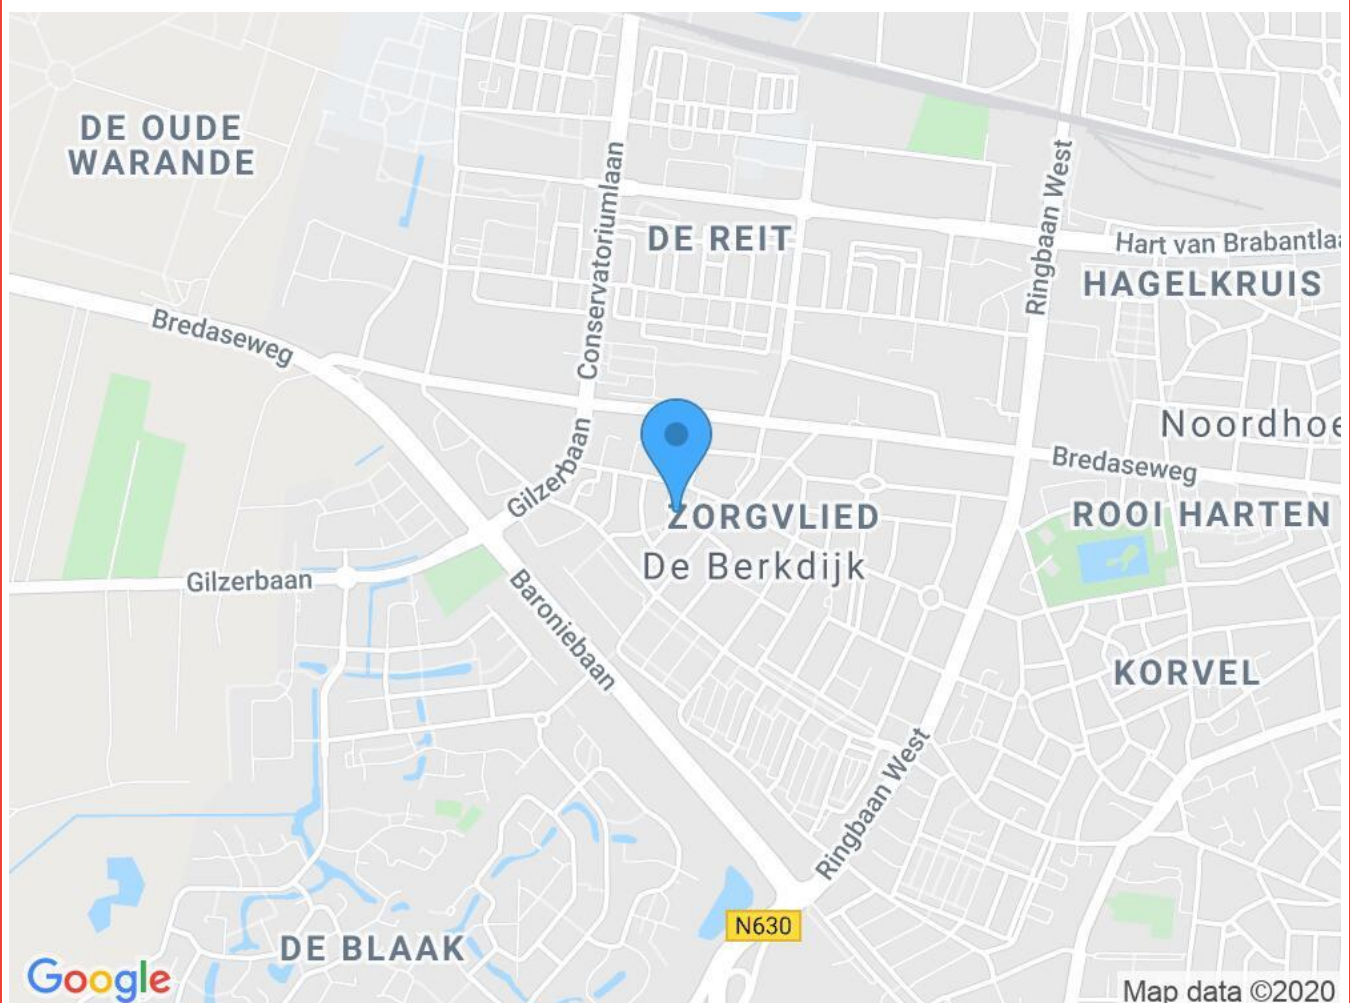 DE OUDE
WARANDE
Conservatoriumlaan
Ringbaan West
DE REIT
Hart van Brabantlaa
HAGELKRUIS
Bredaseweg
Noordhoe
Gilzerbaan
Bredaseweg
ZORGVLIED
ROOI HARTEN
De Berkdijk
Gilzerbaan
Baroniebaan
KORVEL
Ringbaan West
N630
DE BLAAK
Google
Map data ©2020